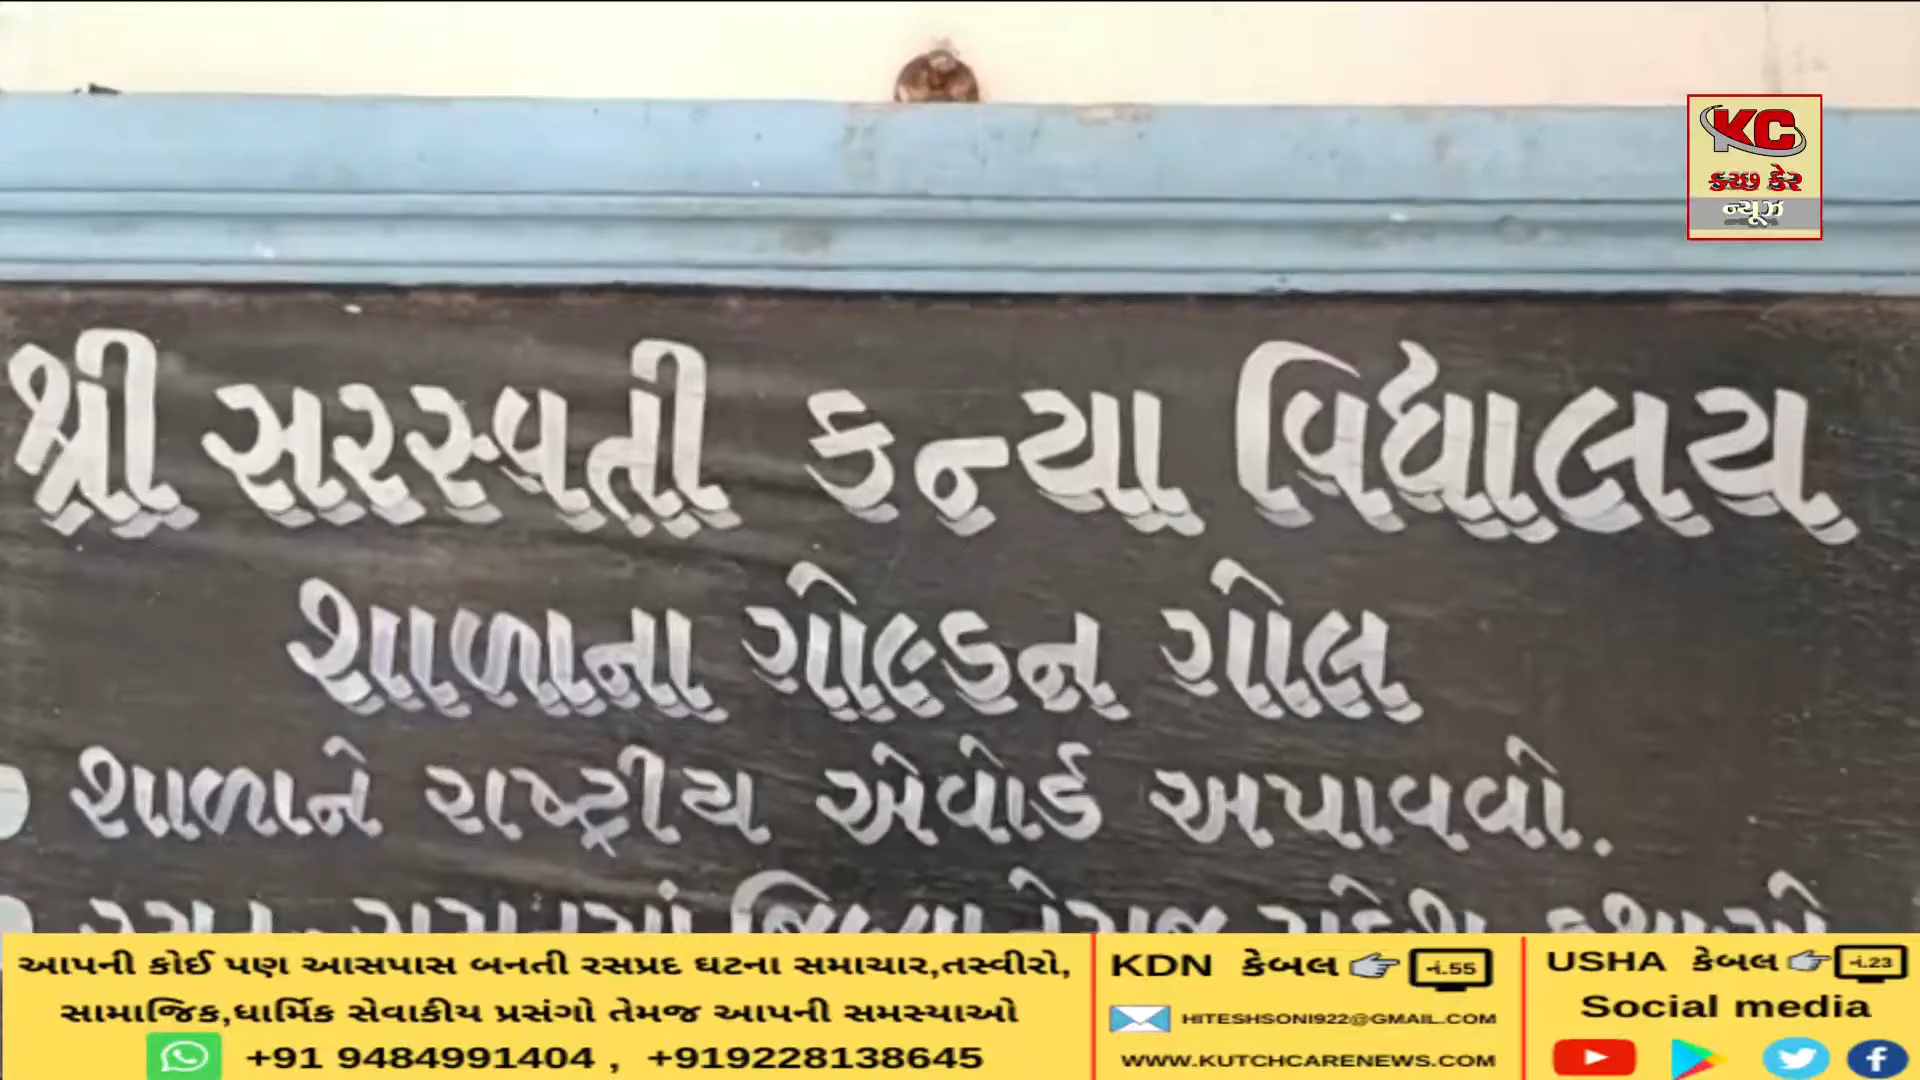 KC
કચ્છ કેર
ન્યૂઝ
શ્રી સરસ્વતી કન્યા વિદ્યાલય
શાળાના ગોલ્ડન ગોલ
શાળાને રાષ્ટ્રીય એવોર્ડ અપાવવો.
આપની કોઈ પણ આસપાસ બનતી રસપ્રદ ઘટના સમાચાર,તસ્વીરો,
સામાજિક,ધાર્મિક સેવાકીય પ્રસંગો તેમજ આપની સમસ્યાઓ
+91 9484991404 , +919228138645
KDN કેબલ નં.55
HITESHSONI922@GMAIL.COM
WWW.KUTCHCARENEWS.COM
USHA કેબલ નં.23
Social media